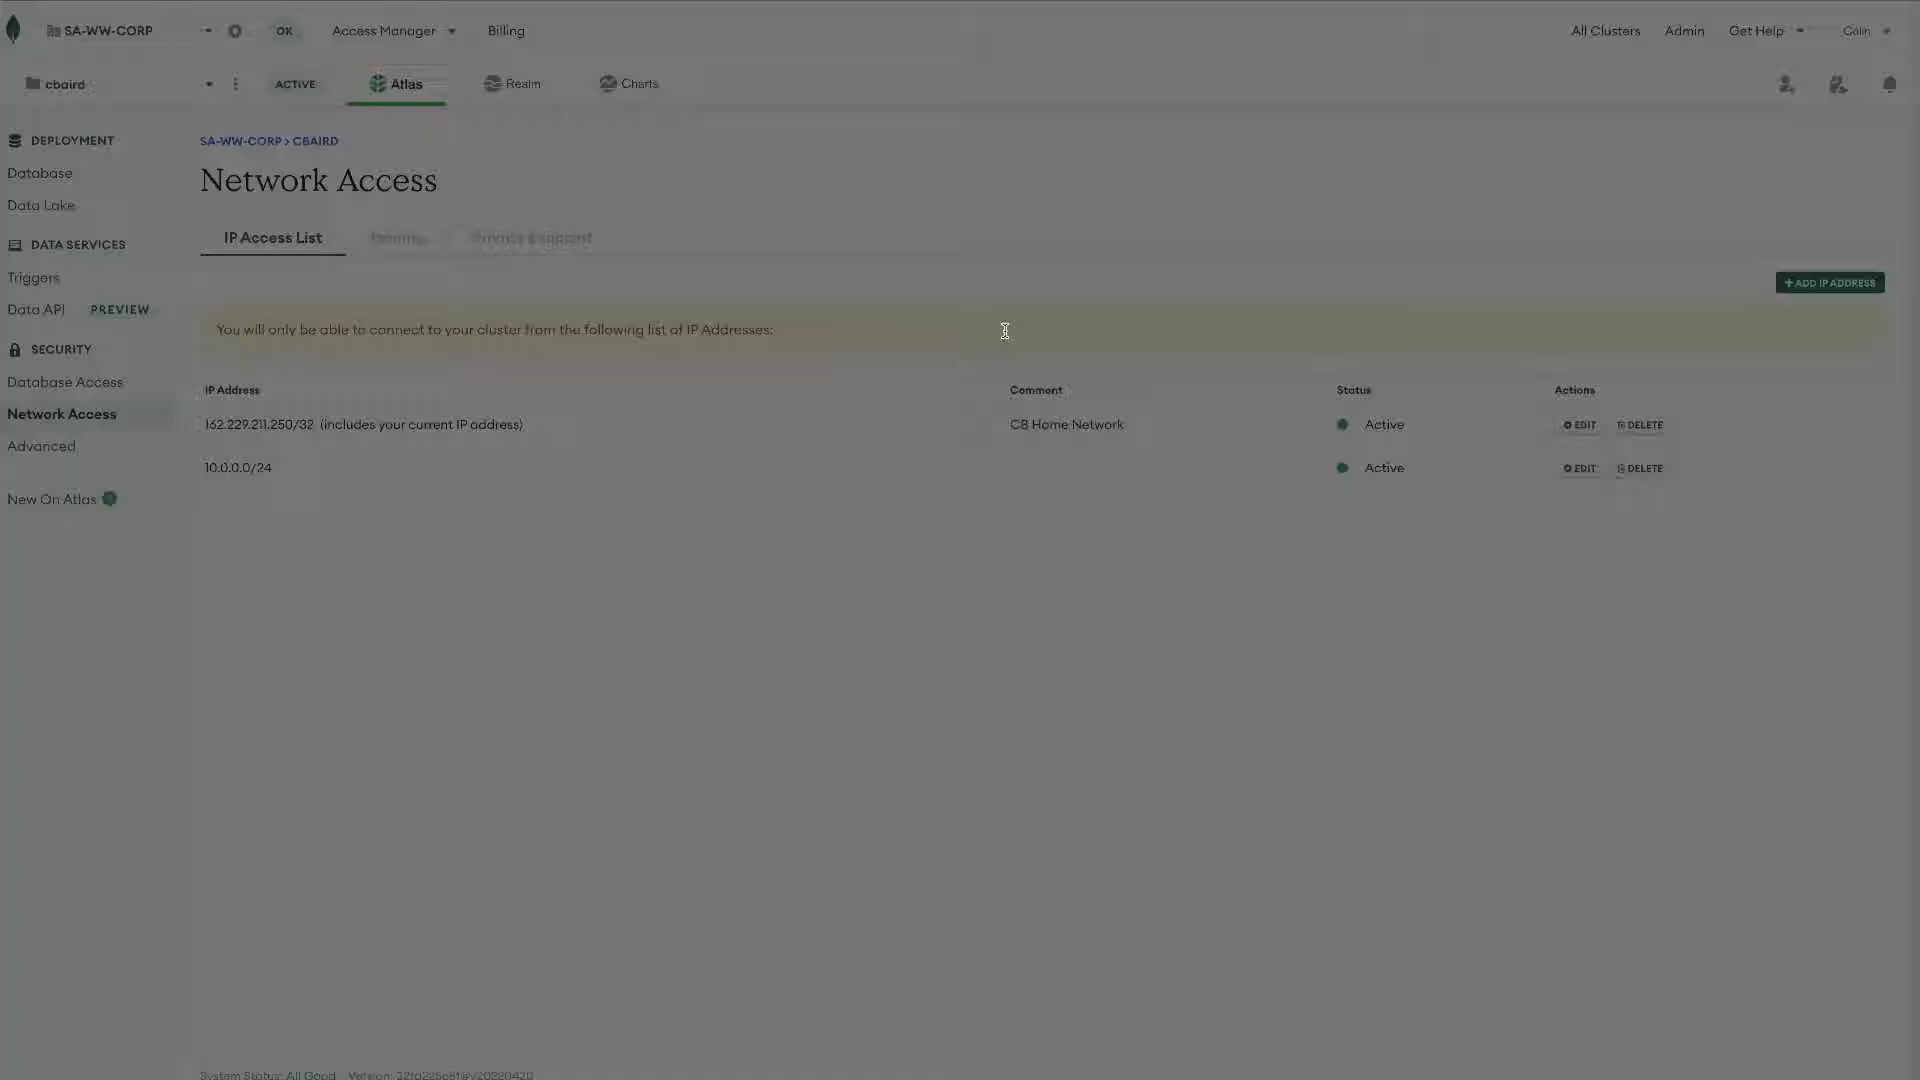 SA-WW-CORP OK Access Manager Billing All Clusters Admin Get Help Colin
cbaird ACTIVE Atlas Realm Charts
DEPLOYMENT
Database
Data Lake
DATA SERVICES
Triggers
Data API PREVIEW
SECURITY
Database Access
Network Access
Advanced
New On Atlas
SA-WW-CORP > CBAIRD
Network Access
IP Access List Peering Private Endpoint
+ ADD IP ADDRESS
You will only be able to connect to your cluster from the following list of IP Addresses:
IP Address Comment Status Actions
162.229.211.250/32 (includes your current IP address) CB Home Network Active EDIT DELETE
10.0.0.0/24 Active EDIT DELETE
System Status: All Good Version: